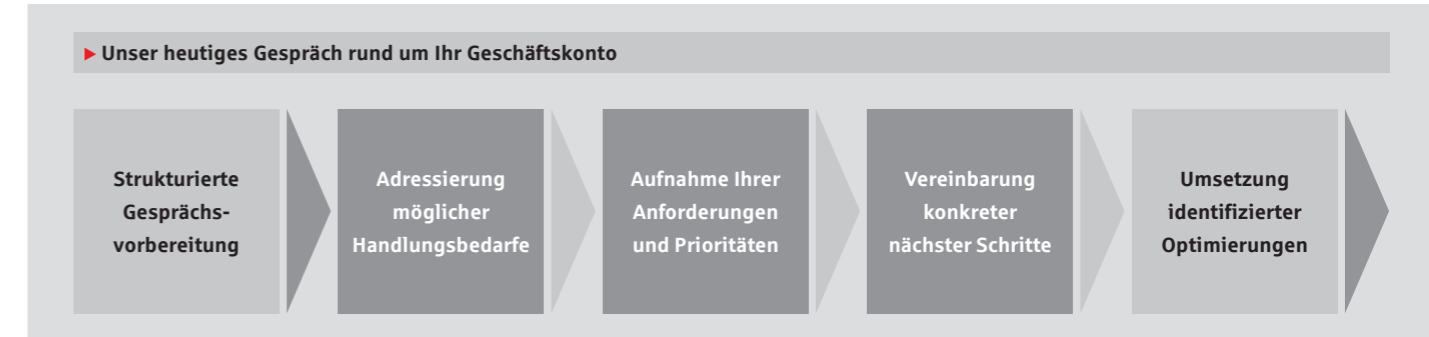 Unser heutiges Gespräch rund um Ihr Geschäftskonto
Strukturierte
Gesprächs-
vorbereitung
Adressierung
möglicher
Handlungsbedarfe
Aufnahme Ihrer
Anforderungen
und Prioritäten
Vereinbarung
konkreter
nächster Schritte
Umsetzung
identifizierter
Optimierungen